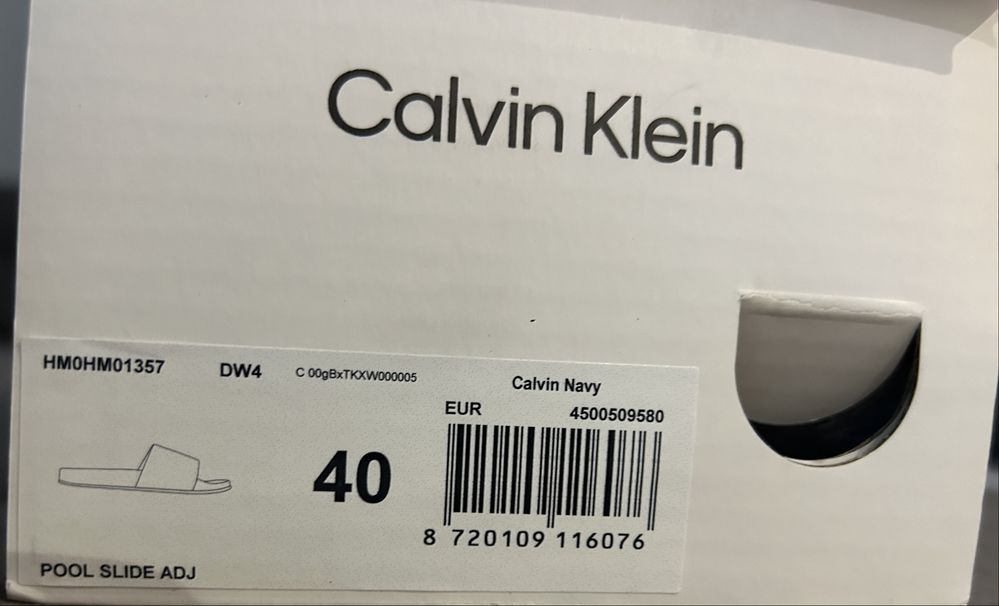 Calvin Klein
HM0HM01357 DW4 C 00gBxTKXW000005
Calvin Navy
EUR 4500509580
40
8 720109 116076
POOL SLIDE ADJ